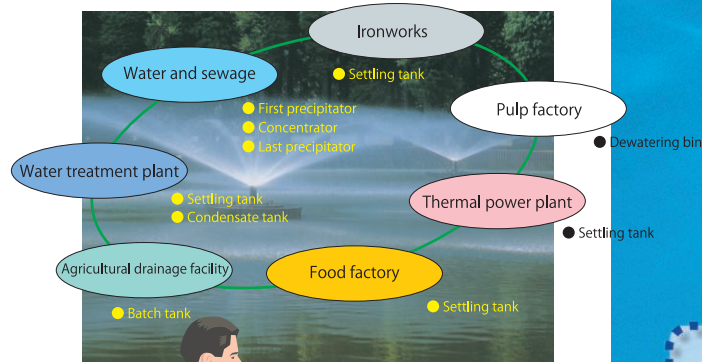 Ironworks
● Settling tank
Water and sewage
● First precipitator
● Concentrator
● Last precipitator
Pulp factory
● Dewatering bin
Water treatment plant
● Settling tank
● Condensate tank
Thermal power plant
● Settling tank
Agricultural drainage facility
● Batch tank
Food factory
● Settling tank